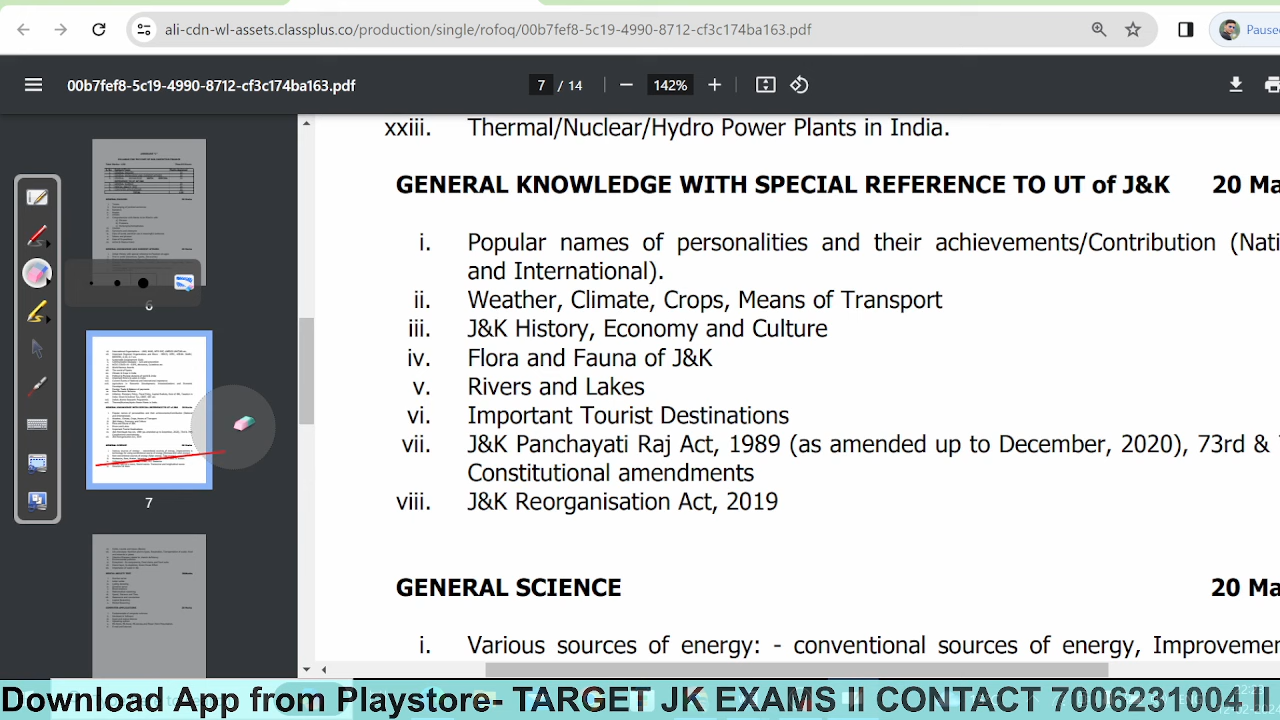 ali-cdn-wl-assets.classplus.co/production/single/rofoq/00b7fef8-5c19-4990-8712-cf3c174ba163.pdf
Paused
00b7fef8-5c19-4990-8712-cf3c174ba163.pdf
7 / 14
142%
xxiii. Thermal/Nuclear/Hydro Power Plants in India.
GENERAL KNOWLEDGE WITH SPECIAL REFERENCE TO UT of J&K 20 Ma
i. Popular names of personalities and their achievements/Contribution (Nati
and International).
ii. Weather, Climate, Crops, Means of Transport
iii. J&K History, Economy and Culture
iv. Flora and Fauna of J&K
v. Rivers and Lakes
vi. Important Tourist Destinations
vii. J&K Panchayati Raj Act, 1989 (as amended up to December, 2020), 73rd &
Constitutional amendments
viii. J&K Reorganisation Act, 2019
GENERAL SCIENCE 20 Ma
i. Various sources of energy: - conventional sources of energy, Improvemen
6
7
Download App from Playstore- TARGET JK EXAMS II CONTACT 7006231004 II